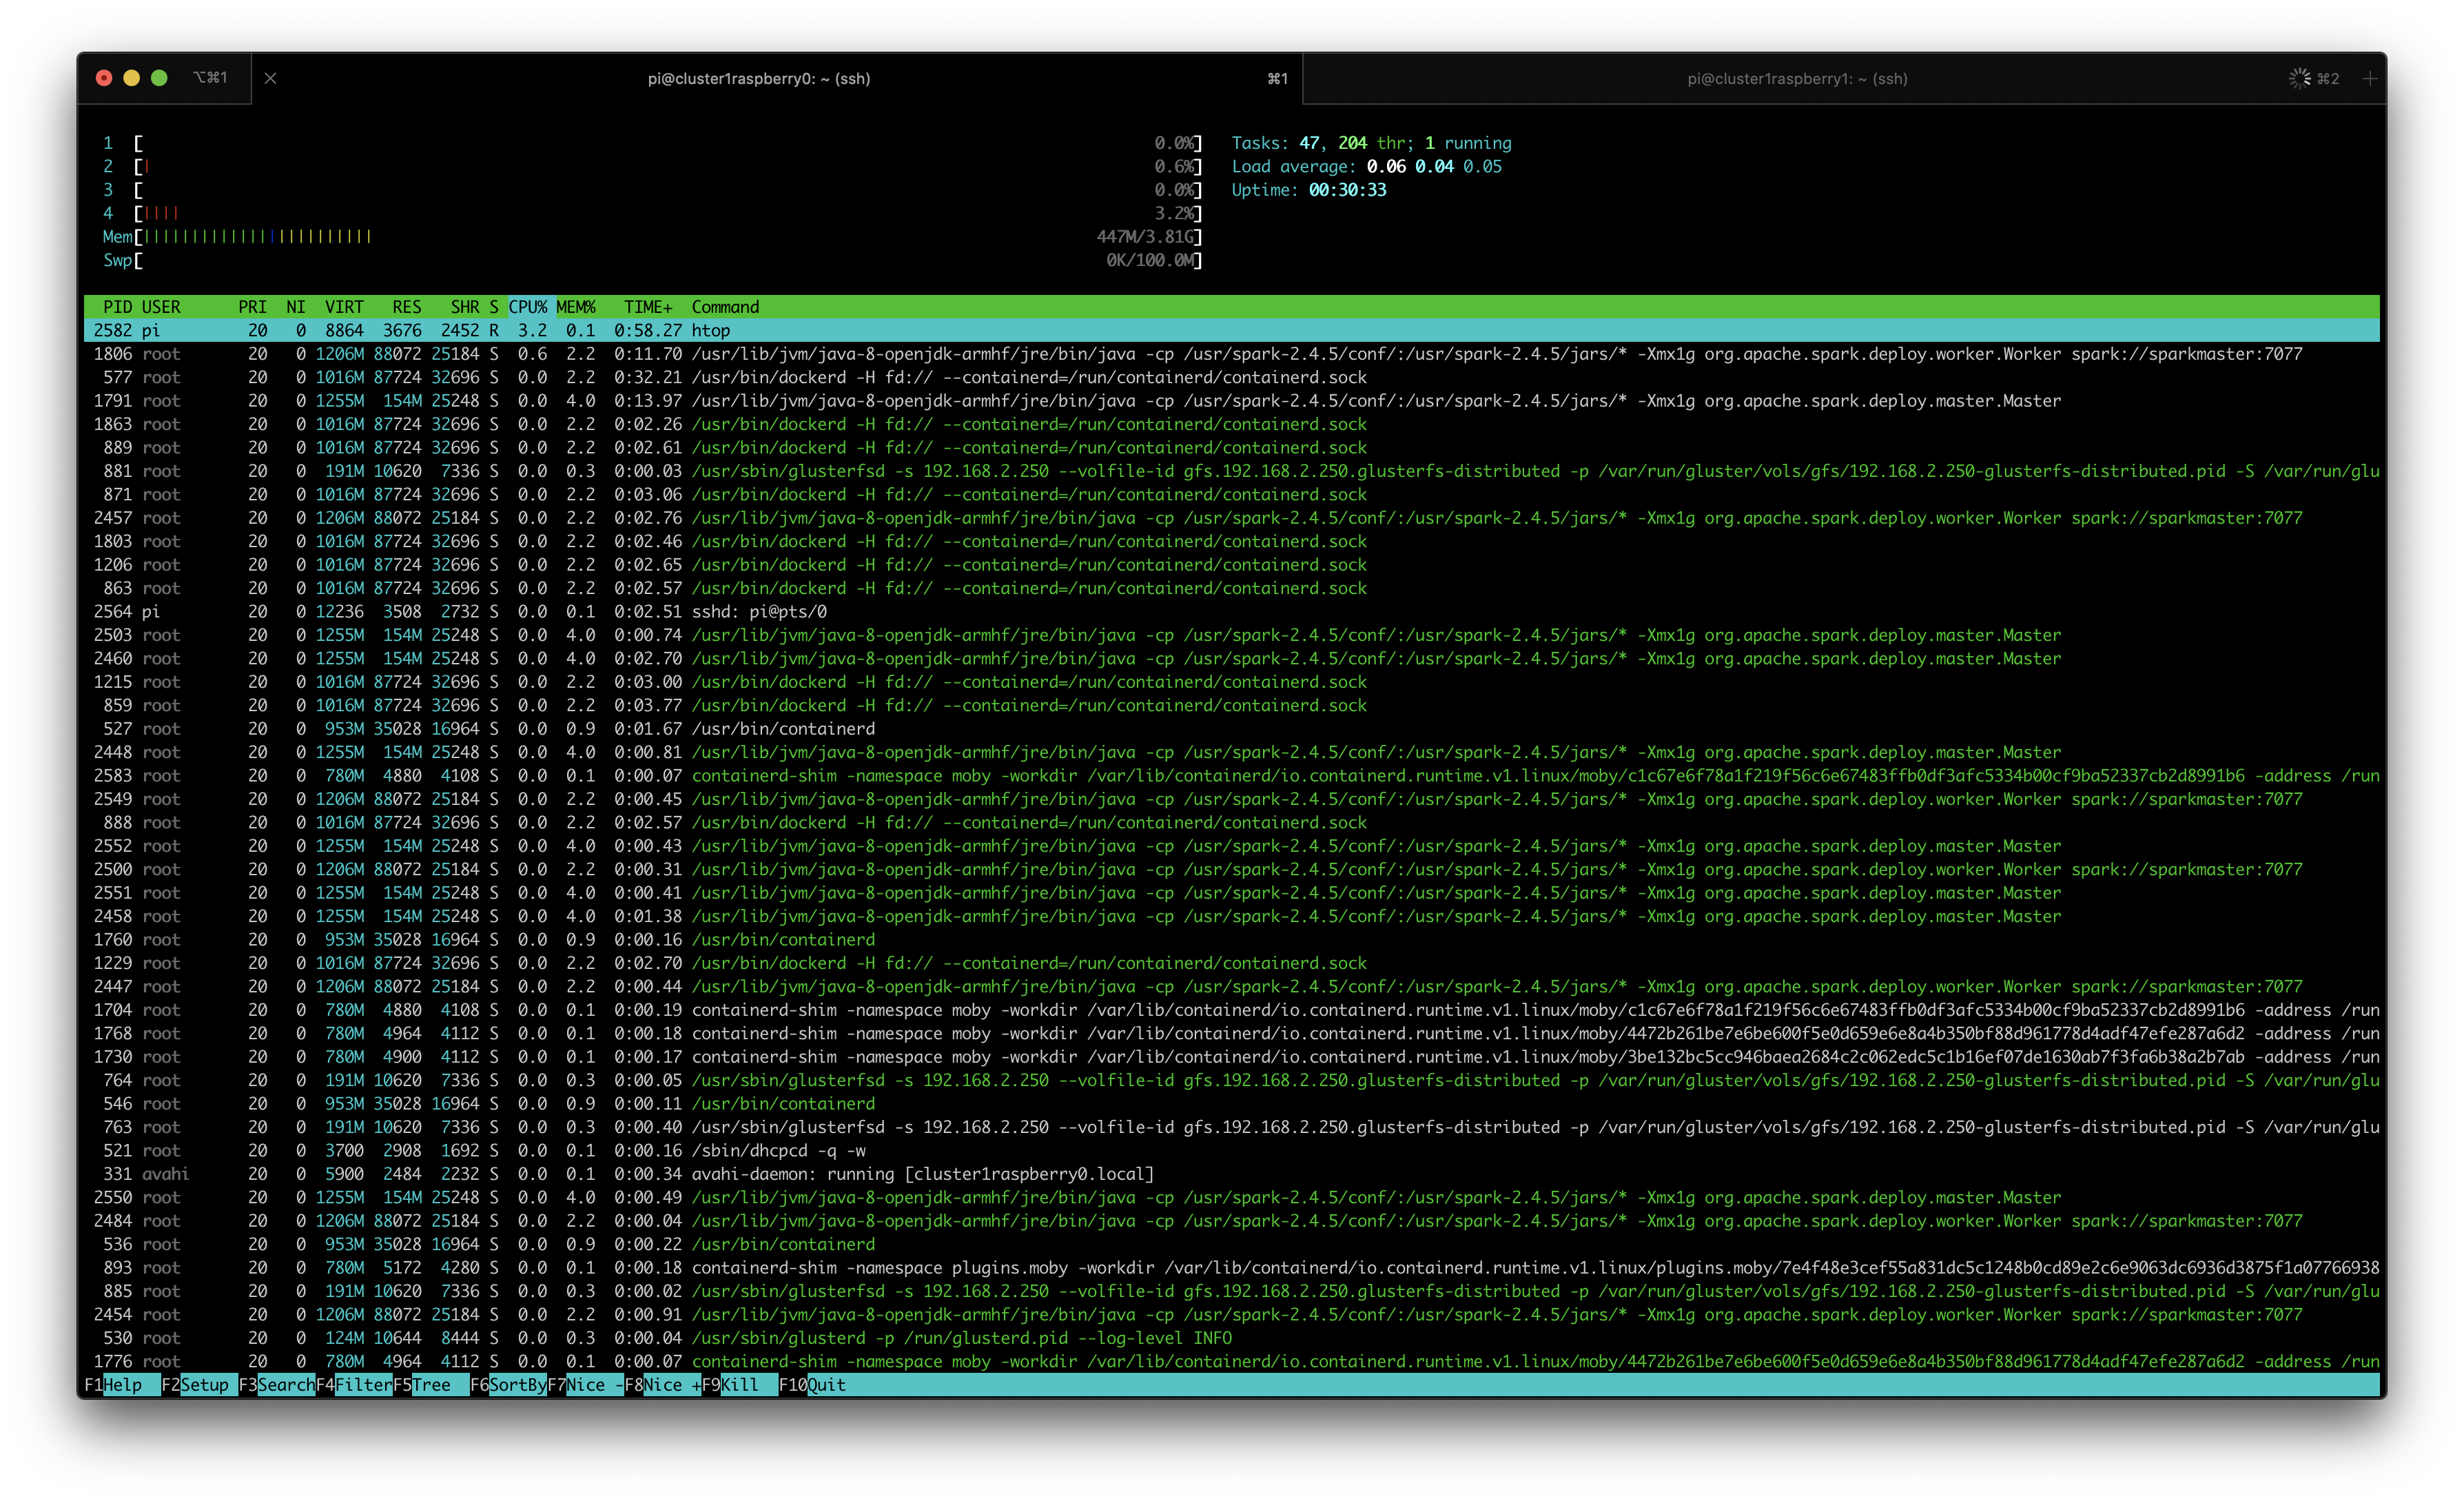 ⌥⌘1 × pi@cluster1raspberry0: ~ (ssh) ⌘1 pi@cluster1raspberry1: ~ (ssh) ⌘2 +
1 [ 0.0%] Tasks: 47, 204 thr; 1 running
2 [| 0.6%] Load average: 0.06 0.04 0.05
3 [ 0.0%] Uptime: 00:30:33
4 [|||| 3.2%]
Mem[|||||||||||||||||||||||| 447M/3.81G]
Swp[ 0K/100.0M]
PID USER PRI NI VIRT RES SHR S CPU% MEM% TIME+ Command
2582 pi 20 0 8864 3676 2452 R 3.2 0.1 0:58.27 htop
1806 root 20 0 1206M 88072 25184 S 0.6 2.2 0:11.70 /usr/lib/jvm/java-8-openjdk-armhf/jre/bin/java -cp /usr/spark-2.4.5/conf/:/usr/spark-2.4.5/jars/* -Xmx1g org.apache.spark.deploy.worker.Worker spark://sparkmaster:7077
577 root 20 0 1016M 87724 32696 S 0.0 2.2 0:32.21 /usr/bin/dockerd -H fd:// --containerd=/run/containerd/containerd.sock
1791 root 20 0 1255M 154M 25248 S 0.0 4.0 0:13.97 /usr/lib/jvm/java-8-openjdk-armhf/jre/bin/java -cp /usr/spark-2.4.5/conf/:/usr/spark-2.4.5/jars/* -Xmx1g org.apache.spark.deploy.master.Master
1863 root 20 0 1016M 87724 32696 S 0.0 2.2 0:02.26 /usr/bin/dockerd -H fd:// --containerd=/run/containerd/containerd.sock
889 root 20 0 1016M 87724 32696 S 0.0 2.2 0:02.61 /usr/bin/dockerd -H fd:// --containerd=/run/containerd/containerd.sock
881 root 20 0 191M 10620 7336 S 0.0 0.3 0:00.03 /usr/sbin/glusterfsd -s 192.168.2.250 --volfile-id gfs.192.168.2.250.glusterfs-distributed -p /var/run/gluster/vols/gfs/192.168.2.250-glusterfs-distributed.pid -S /var/run/glu
871 root 20 0 1016M 87724 32696 S 0.0 2.2 0:03.06 /usr/bin/dockerd -H fd:// --containerd=/run/containerd/containerd.sock
2457 root 20 0 1206M 88072 25184 S 0.0 2.2 0:02.76 /usr/lib/jvm/java-8-openjdk-armhf/jre/bin/java -cp /usr/spark-2.4.5/conf/:/usr/spark-2.4.5/jars/* -Xmx1g org.apache.spark.deploy.worker.Worker spark://sparkmaster:7077
1803 root 20 0 1016M 87724 32696 S 0.0 2.2 0:02.46 /usr/bin/dockerd -H fd:// --containerd=/run/containerd/containerd.sock
1206 root 20 0 1016M 87724 32696 S 0.0 2.2 0:02.65 /usr/bin/dockerd -H fd:// --containerd=/run/containerd/containerd.sock
863 root 20 0 1016M 87724 32696 S 0.0 2.2 0:02.57 /usr/bin/dockerd -H fd:// --containerd=/run/containerd/containerd.sock
2564 pi 20 0 12236 3508 2732 S 0.0 0.1 0:02.51 sshd: pi@pts/0
2503 root 20 0 1255M 154M 25248 S 0.0 4.0 0:00.74 /usr/lib/jvm/java-8-openjdk-armhf/jre/bin/java -cp /usr/spark-2.4.5/conf/:/usr/spark-2.4.5/jars/* -Xmx1g org.apache.spark.deploy.master.Master
2460 root 20 0 1255M 154M 25248 S 0.0 4.0 0:02.70 /usr/lib/jvm/java-8-openjdk-armhf/jre/bin/java -cp /usr/spark-2.4.5/conf/:/usr/spark-2.4.5/jars/* -Xmx1g org.apache.spark.deploy.master.Master
1215 root 20 0 1016M 87724 32696 S 0.0 2.2 0:03.00 /usr/bin/dockerd -H fd:// --containerd=/run/containerd/containerd.sock
859 root 20 0 1016M 87724 32696 S 0.0 2.2 0:03.77 /usr/bin/dockerd -H fd:// --containerd=/run/containerd/containerd.sock
527 root 20 0 953M 35028 16964 S 0.0 0.9 0:01.67 /usr/bin/containerd
2448 root 20 0 1255M 154M 25248 S 0.0 4.0 0:00.81 /usr/lib/jvm/java-8-openjdk-armhf/jre/bin/java -cp /usr/spark-2.4.5/conf/:/usr/spark-2.4.5/jars/* -Xmx1g org.apache.spark.deploy.master.Master
2583 root 20 0 780M 4880 4108 S 0.0 0.1 0:00.07 containerd-shim -namespace moby -workdir /var/lib/containerd/io.containerd.runtime.v1.linux/moby/c1c67e6f78a1f219f56c6e67483ffb0df3afc5334b00cf9ba52337cb2d8991b6 -address /run
2549 root 20 0 1206M 88072 25184 S 0.0 2.2 0:00.45 /usr/lib/jvm/java-8-openjdk-armhf/jre/bin/java -cp /usr/spark-2.4.5/conf/:/usr/spark-2.4.5/jars/* -Xmx1g org.apache.spark.deploy.worker.Worker spark://sparkmaster:7077
888 root 20 0 1016M 87724 32696 S 0.0 2.2 0:02.57 /usr/bin/dockerd -H fd:// --containerd=/run/containerd/containerd.sock
2552 root 20 0 1255M 154M 25248 S 0.0 4.0 0:00.43 /usr/lib/jvm/java-8-openjdk-armhf/jre/bin/java -cp /usr/spark-2.4.5/conf/:/usr/spark-2.4.5/jars/* -Xmx1g org.apache.spark.deploy.master.Master
2500 root 20 0 1206M 88072 25184 S 0.0 2.2 0:00.31 /usr/lib/jvm/java-8-openjdk-armhf/jre/bin/java -cp /usr/spark-2.4.5/conf/:/usr/spark-2.4.5/jars/* -Xmx1g org.apache.spark.deploy.worker.Worker spark://sparkmaster:7077
2551 root 20 0 1255M 154M 25248 S 0.0 4.0 0:00.41 /usr/lib/jvm/java-8-openjdk-armhf/jre/bin/java -cp /usr/spark-2.4.5/conf/:/usr/spark-2.4.5/jars/* -Xmx1g org.apache.spark.deploy.master.Master
2458 root 20 0 1255M 154M 25248 S 0.0 4.0 0:01.38 /usr/lib/jvm/java-8-openjdk-armhf/jre/bin/java -cp /usr/spark-2.4.5/conf/:/usr/spark-2.4.5/jars/* -Xmx1g org.apache.spark.deploy.master.Master
1760 root 20 0 953M 35028 16964 S 0.0 0.9 0:00.16 /usr/bin/containerd
1229 root 20 0 1016M 87724 32696 S 0.0 2.2 0:02.70 /usr/bin/dockerd -H fd:// --containerd=/run/containerd/containerd.sock
2447 root 20 0 1206M 88072 25184 S 0.0 2.2 0:00.44 /usr/lib/jvm/java-8-openjdk-armhf/jre/bin/java -cp /usr/spark-2.4.5/conf/:/usr/spark-2.4.5/jars/* -Xmx1g org.apache.spark.deploy.worker.Worker spark://sparkmaster:7077
1704 root 20 0 780M 4880 4108 S 0.0 0.1 0:00.19 containerd-shim -namespace moby -workdir /var/lib/containerd/io.containerd.runtime.v1.linux/moby/c1c67e6f78a1f219f56c6e67483ffb0df3afc5334b00cf9ba52337cb2d8991b6 -address /run
1768 root 20 0 780M 4964 4112 S 0.0 0.1 0:00.18 containerd-shim -namespace moby -workdir /var/lib/containerd/io.containerd.runtime.v1.linux/moby/4472b261be7e6be600f5e0d659e6e8a4b350bf88d961778d4adf47efe287a6d2 -address /run
1730 root 20 0 780M 4900 4112 S 0.0 0.1 0:00.17 containerd-shim -namespace moby -workdir /var/lib/containerd/io.containerd.runtime.v1.linux/moby/3be132bc5cc946baea2684c2c062edc5c1b16ef07de1630ab7f3fa6b38a2b7ab -address /run
764 root 20 0 191M 10620 7336 S 0.0 0.3 0:00.05 /usr/sbin/glusterfsd -s 192.168.2.250 --volfile-id gfs.192.168.2.250.glusterfs-distributed -p /var/run/gluster/vols/gfs/192.168.2.250-glusterfs-distributed.pid -S /var/run/glu
546 root 20 0 953M 35028 16964 S 0.0 0.9 0:00.11 /usr/bin/containerd
763 root 20 0 191M 10620 7336 S 0.0 0.3 0:00.40 /usr/sbin/glusterfsd -s 192.168.2.250 --volfile-id gfs.192.168.2.250.glusterfs-distributed -p /var/run/gluster/vols/gfs/192.168.2.250-glusterfs-distributed.pid -S /var/run/glu
521 root 20 0 3700 2908 1692 S 0.0 0.1 0:00.16 /sbin/dhcpcd -q -w
331 avahi 20 0 5900 2484 2232 S 0.0 0.1 0:00.34 avahi-daemon: running [cluster1raspberry0.local]
2550 root 20 0 1255M 154M 25248 S 0.0 4.0 0:00.49 /usr/lib/jvm/java-8-openjdk-armhf/jre/bin/java -cp /usr/spark-2.4.5/conf/:/usr/spark-2.4.5/jars/* -Xmx1g org.apache.spark.deploy.master.Master
2484 root 20 0 1206M 88072 25184 S 0.0 2.2 0:00.04 /usr/lib/jvm/java-8-openjdk-armhf/jre/bin/java -cp /usr/spark-2.4.5/conf/:/usr/spark-2.4.5/jars/* -Xmx1g org.apache.spark.deploy.worker.Worker spark://sparkmaster:7077
536 root 20 0 953M 35028 16964 S 0.0 0.9 0:00.22 /usr/bin/containerd
893 root 20 0 780M 5172 4280 S 0.0 0.1 0:00.18 containerd-shim -namespace plugins.moby -workdir /var/lib/containerd/io.containerd.runtime.v1.linux/plugins.moby/7e4f48e3cef55a831dc5c1248b0cd89e2c6e9063dc6936d3875f1a07766938
885 root 20 0 191M 10620 7336 S 0.0 0.3 0:00.02 /usr/sbin/glusterfsd -s 192.168.2.250 --volfile-id gfs.192.168.2.250.glusterfs-distributed -p /var/run/gluster/vols/gfs/192.168.2.250-glusterfs-distributed.pid -S /var/run/glu
2454 root 20 0 1206M 88072 25184 S 0.0 2.2 0:00.91 /usr/lib/jvm/java-8-openjdk-armhf/jre/bin/java -cp /usr/spark-2.4.5/conf/:/usr/spark-2.4.5/jars/* -Xmx1g org.apache.spark.deploy.worker.Worker spark://sparkmaster:7077
530 root 20 0 124M 10644 8444 S 0.0 0.3 0:00.04 /usr/sbin/glusterd -p /run/glusterd.pid --log-level INFO
1776 root 20 0 780M 4964 4112 S 0.0 0.1 0:00.07 containerd-shim -namespace moby -workdir /var/lib/containerd/io.containerd.runtime.v1.linux/moby/4472b261be7e6be600f5e0d659e6e8a4b350bf88d961778d4adf47efe287a6d2 -address /run
F1Help F2Setup F3SearchF4FilterF5Tree F6SortByF7Nice -F8Nice +F9Kill F10Quit